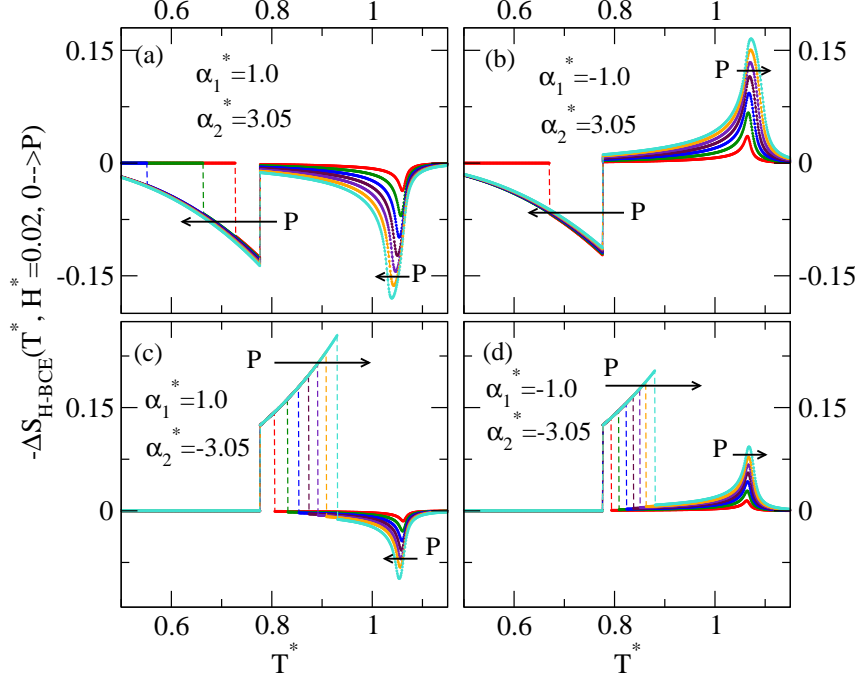 0.6 0.8 1 0.6 0.8 1
0.15 (a) α₁*=1.0 α₂*=3.05 P P
(b) α₁*=-1.0 α₂*=3.05 P P 0.15
0 0
-0.15 -0.15
-ΔS_H-BCE(T*, H*=0.02, 0-->P)
(c) P α₁*=1.0 α₂*=-3.05 P
(d) P α₁*=-1.0 α₂*=-3.05 P
0.15 0.15
0 0
0.6 0.8 1 0.6 0.8 1
T* T*